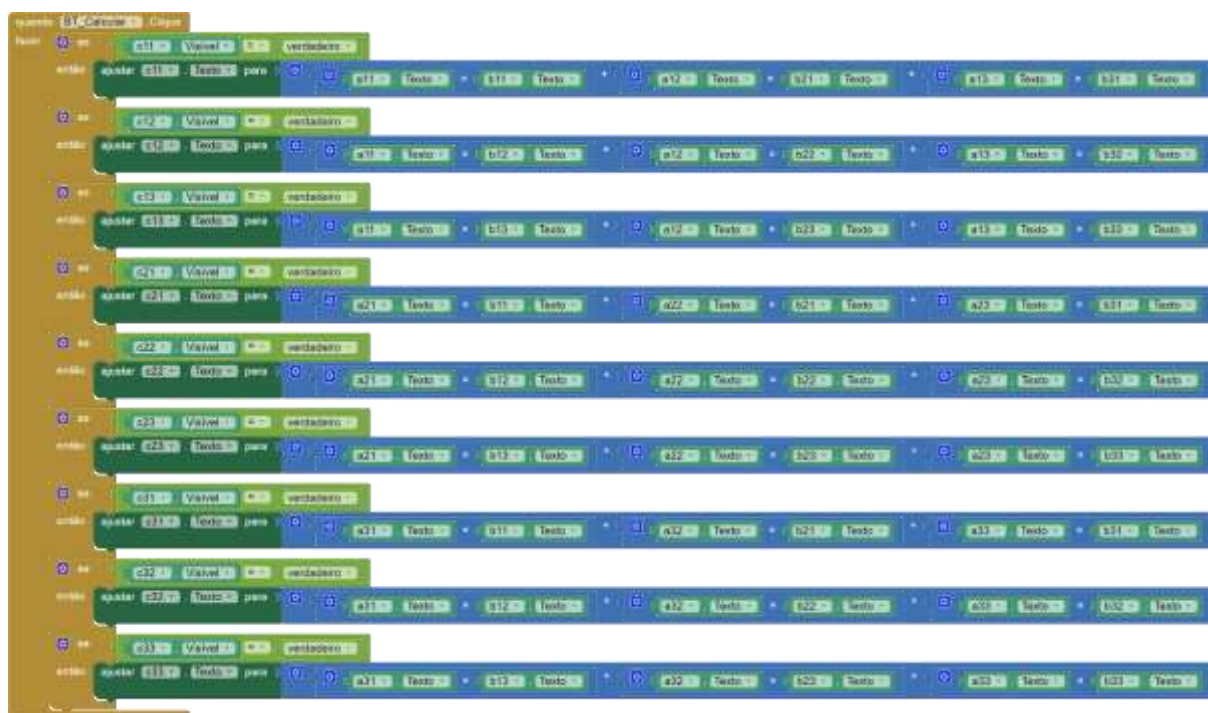 quando BT_Calcular Clique
fazer se c11 Visível = verdadeiro
então ajustar c11 . Texto para a11 Texto × b11 Texto + a12 Texto × b21 Texto + a13 Texto × b31 Texto
se c12 Visível = verdadeiro
então ajustar c12 . Texto para a11 Texto × b12 Texto + a12 Texto × b22 Texto + a13 Texto × b32 Texto
se c13 Visível = verdadeiro
então ajustar c13 . Texto para a11 Texto × b13 Texto + a12 Texto × b23 Texto + a13 Texto × b33 Texto
se c21 Visível = verdadeiro
então ajustar c21 . Texto para a21 Texto × b11 Texto + a22 Texto × b21 Texto + a23 Texto × b31 Texto
se c22 Visível = verdadeiro
então ajustar c22 . Texto para a21 Texto × b12 Texto + a22 Texto × b22 Texto + a23 Texto × b32 Texto
se c23 Visível = verdadeiro
então ajustar c23 . Texto para a21 Texto × b13 Texto + a22 Texto × b23 Texto + a23 Texto × b33 Texto
se c31 Visível = verdadeiro
então ajustar c31 . Texto para a31 Texto × b11 Texto + a32 Texto × b21 Texto + a33 Texto × b31 Texto
se c32 Visível = verdadeiro
então ajustar c32 . Texto para a31 Texto × b12 Texto + a32 Texto × b22 Texto + a33 Texto × b32 Texto
se c33 Visível = verdadeiro
então ajustar c33 . Texto para a31 Texto × b13 Texto + a32 Texto × b23 Texto + a33 Texto × b33 Texto